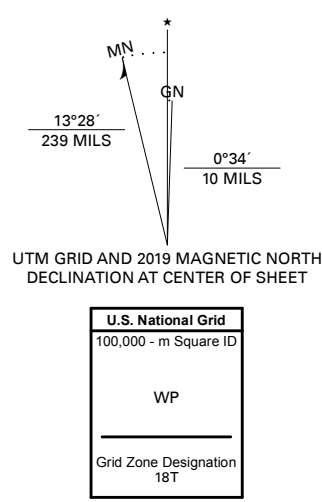 MN
GN
13°28´
239 MILS
0°34´
10 MILS
UTM GRID AND 2019 MAGNETIC NORTH
DECLINATION AT CENTER OF SHEET
U.S. National Grid
100,000 - m Square ID
WP
Grid Zone Designation
18T